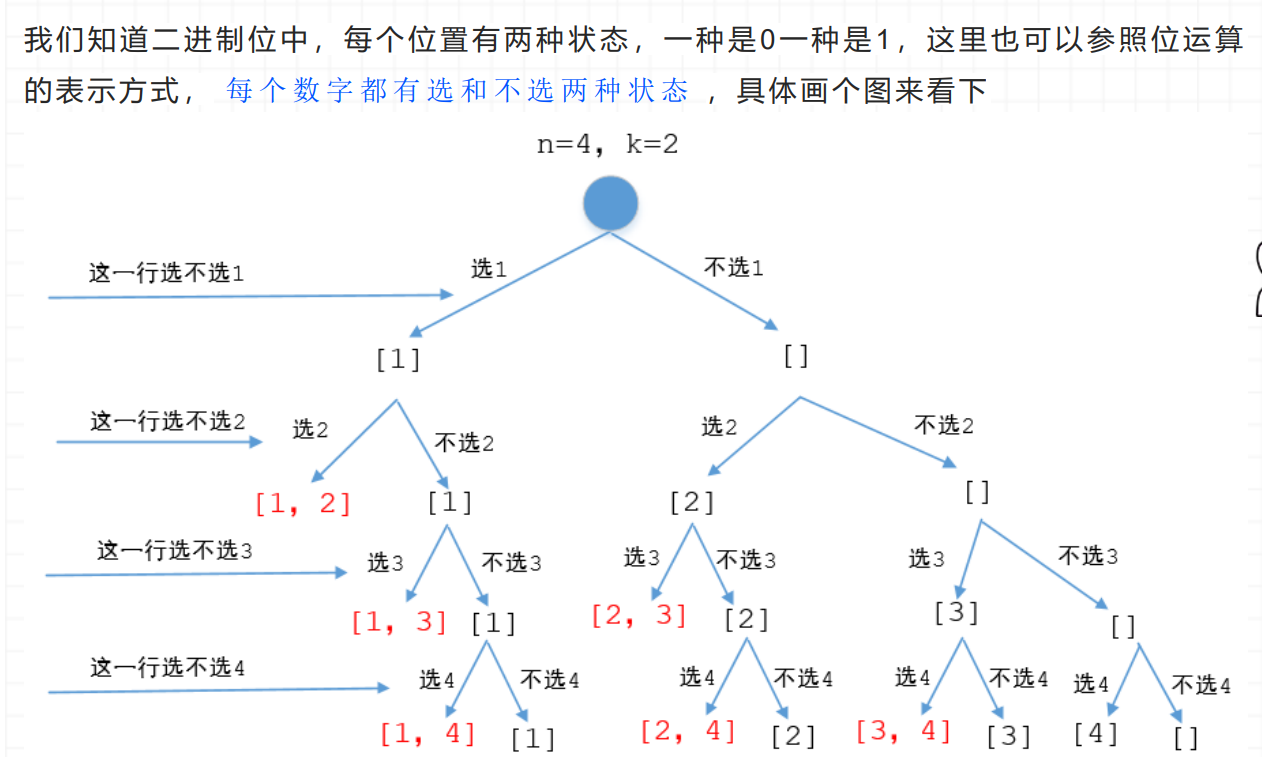 我们知道二进制位中，每个位置有两种状态，一种是0一种是1，这里也可以参照位运算
的表示方式， 每个数字都有选和不选两种状态 ，具体画个图来看下
n=4, k=2
这一行选不选1
选1
不选1
[1]
[]
这一行选不选2
选2
不选2
选2
不选2
[1, 2]
[1]
[2]
[]
这一行选不选3
选3
不选3
选3
不选3
选3
不选3
[1, 3]
[1]
[2, 3]
[2]
[3]
[]
这一行选不选4
选4
不选4
选4
不选4
选4
不选4
选4
不选4
[1, 4]
[1]
[2, 4]
[2]
[3, 4]
[3]
[4]
[]